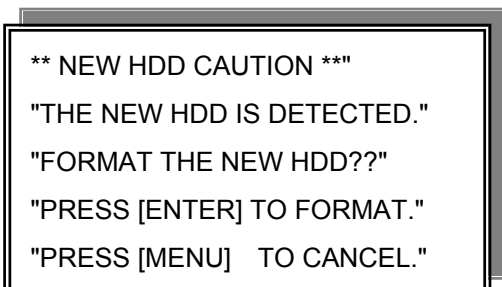 ** NEW HDD CAUTION **"
"THE NEW HDD IS DETECTED."
"FORMAT THE NEW HDD??"
"PRESS [ENTER] TO FORMAT."
"PRESS [MENU]   TO CANCEL."